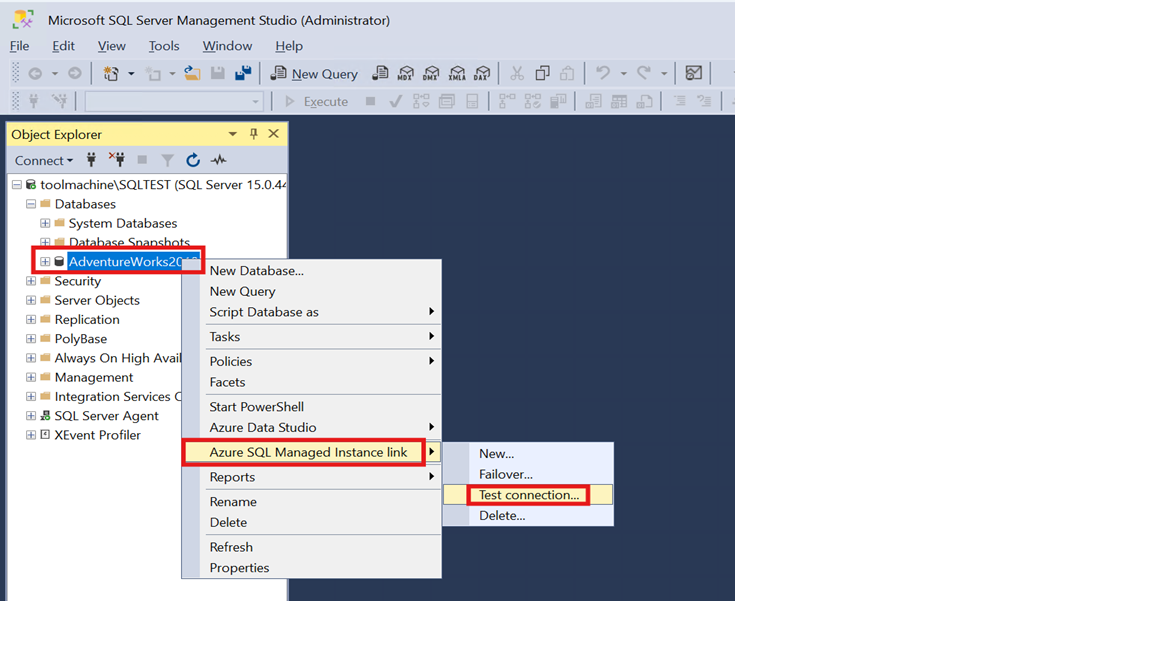 Microsoft SQL Server Management Studio (Administrator)
File Edit View Tools Window Help
New Query MDX DMX XMLA DAX
Execute
Object Explorer
Connect
toolmachine\SQLTEST (SQL Server 15.0.44
Databases
System Databases
Database Snapshots
AdventureWorks20
Security
Server Objects
Replication
PolyBase
Always On High Avail
Management
Integration Services C
SQL Server Agent
XEvent Profiler
New Database...
New Query
Script Database as
Tasks
Policies
Facets
Start PowerShell
Azure Data Studio
Azure SQL Managed Instance link
Reports
Rename
Delete
Refresh
Properties
New...
Failover...
Test connection...
Delete...